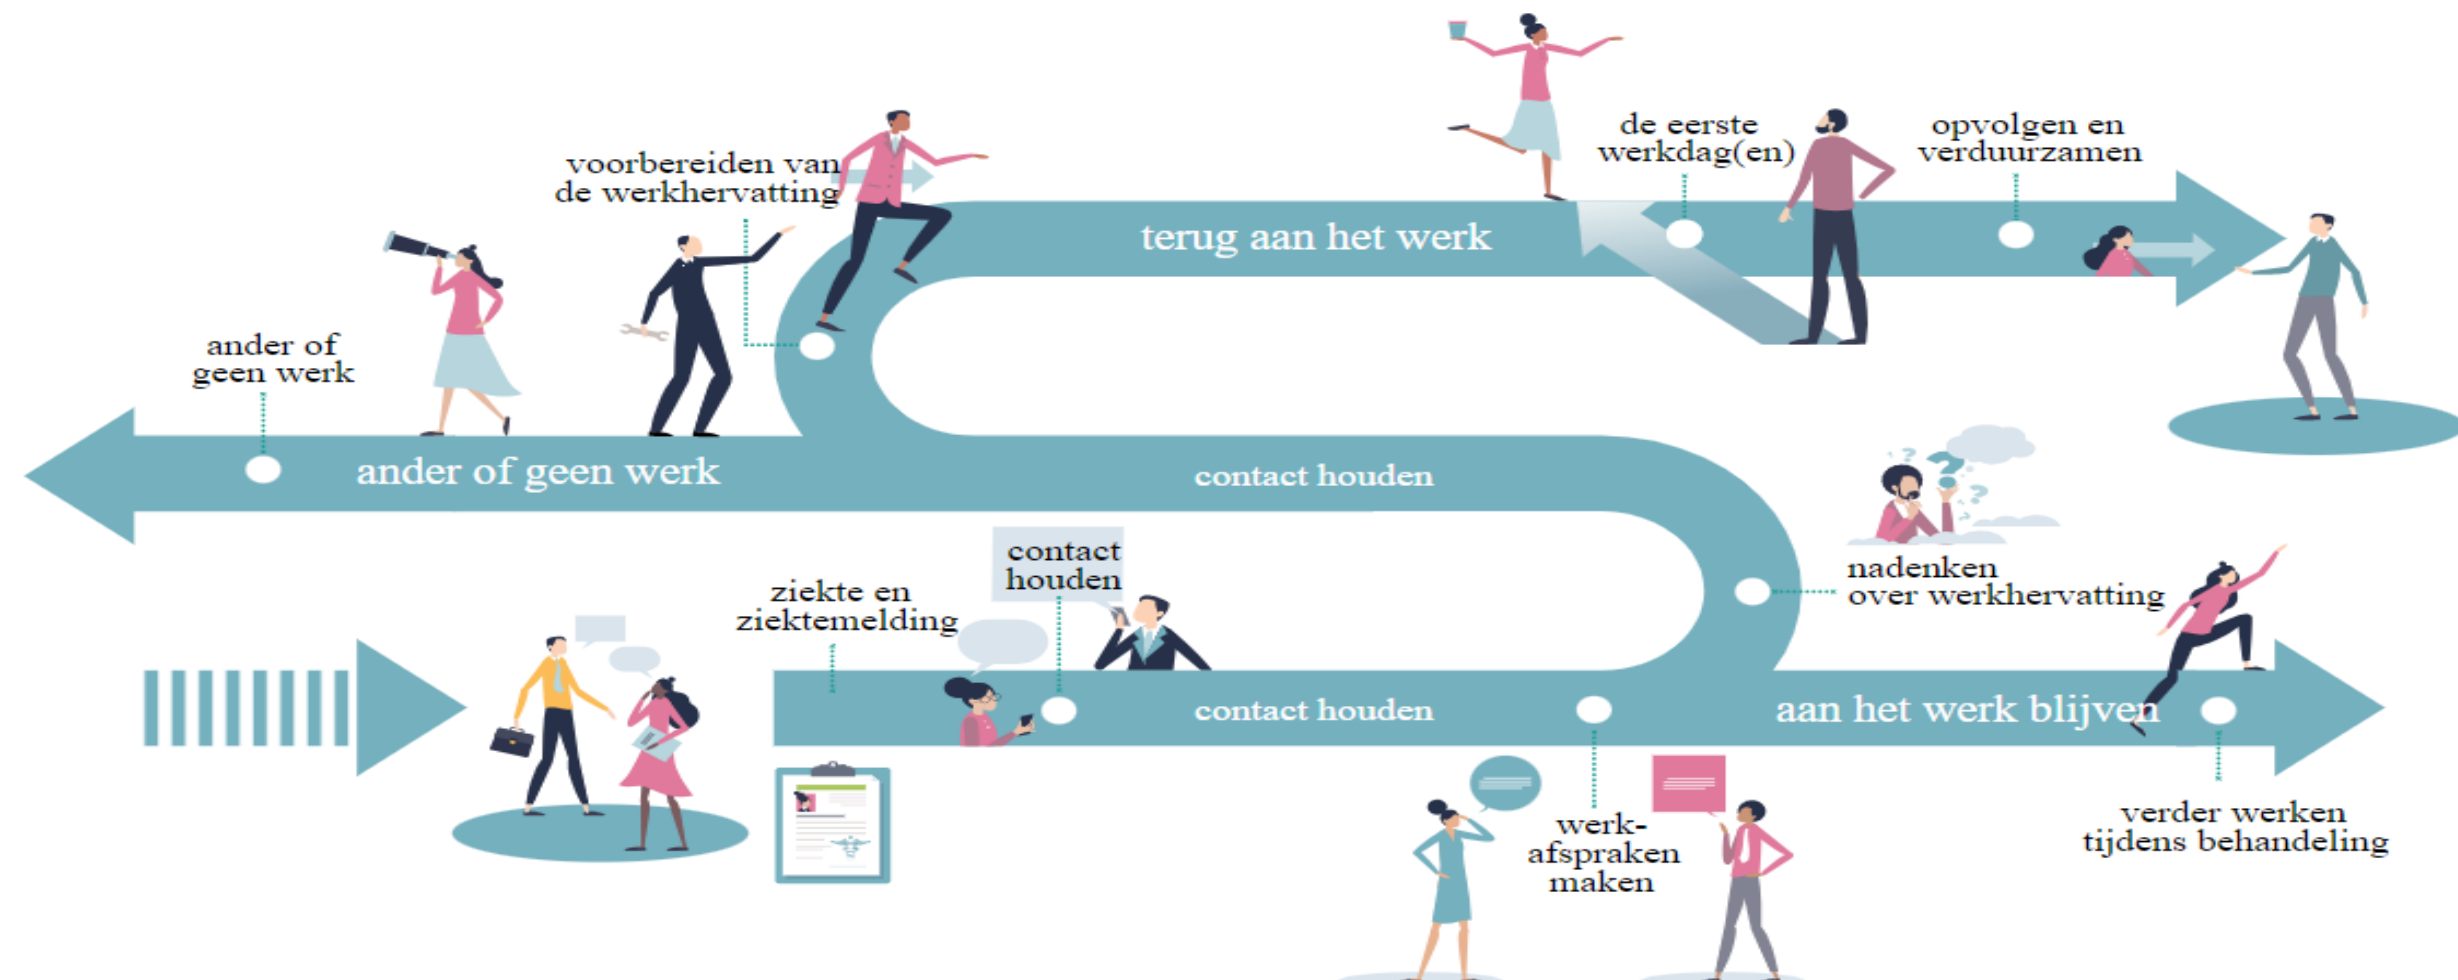 de eerste
werkdag(en)
opvolgen en
verduurzamen
voorbereiden van
de werkhervatting
terug aan het werk
ander of
geen werk
ander of geen werk
contact houden
contact
houden
nadenken
over werkhervatting
ziekte en
ziektemelding
contact houden
aan het werk blijven
werk-
afspraken
maken
verder werken
tijdens behandeling